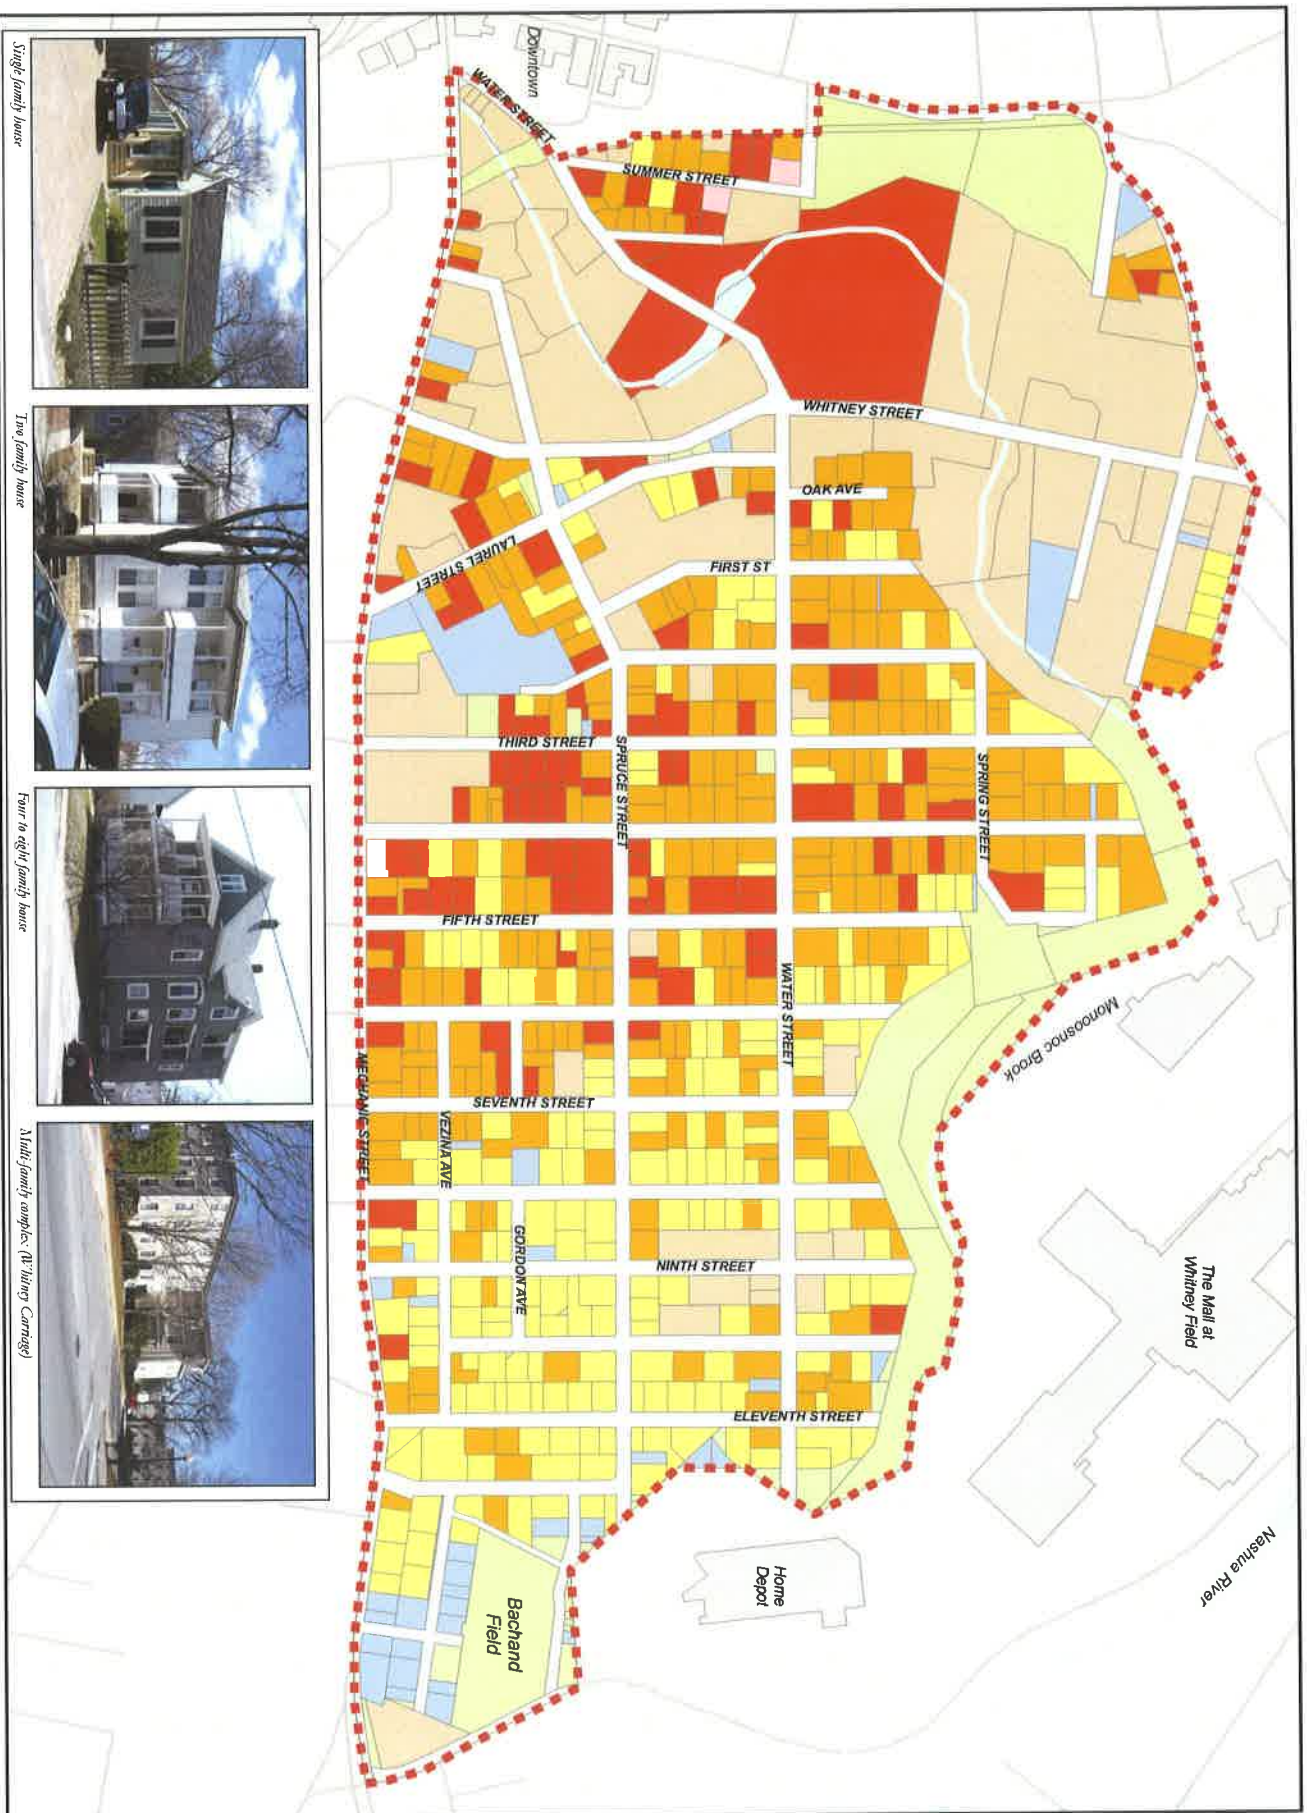 Downtown
WATER STREET
SUMMER STREET
WHITNEY STREET
OAK AVE
LAUREL STREET
FIRST ST
THIRD STREET
SPRUCE STREET
SPRING STREET
FIFTH STREET
WATER STREET
Monoosnoc Brook
MECHANIC STREET
SEVENTH STREET
VEZINA AVE
GORDON AVE
NINTH STREET
The Mall at
Whitney Field
ELEVENTH STREET
Nashua River
Home
Depot
Bachand
Field
Single family house
Two family house
Four to eight family house
Multi-family complex (Whitney Carriage)